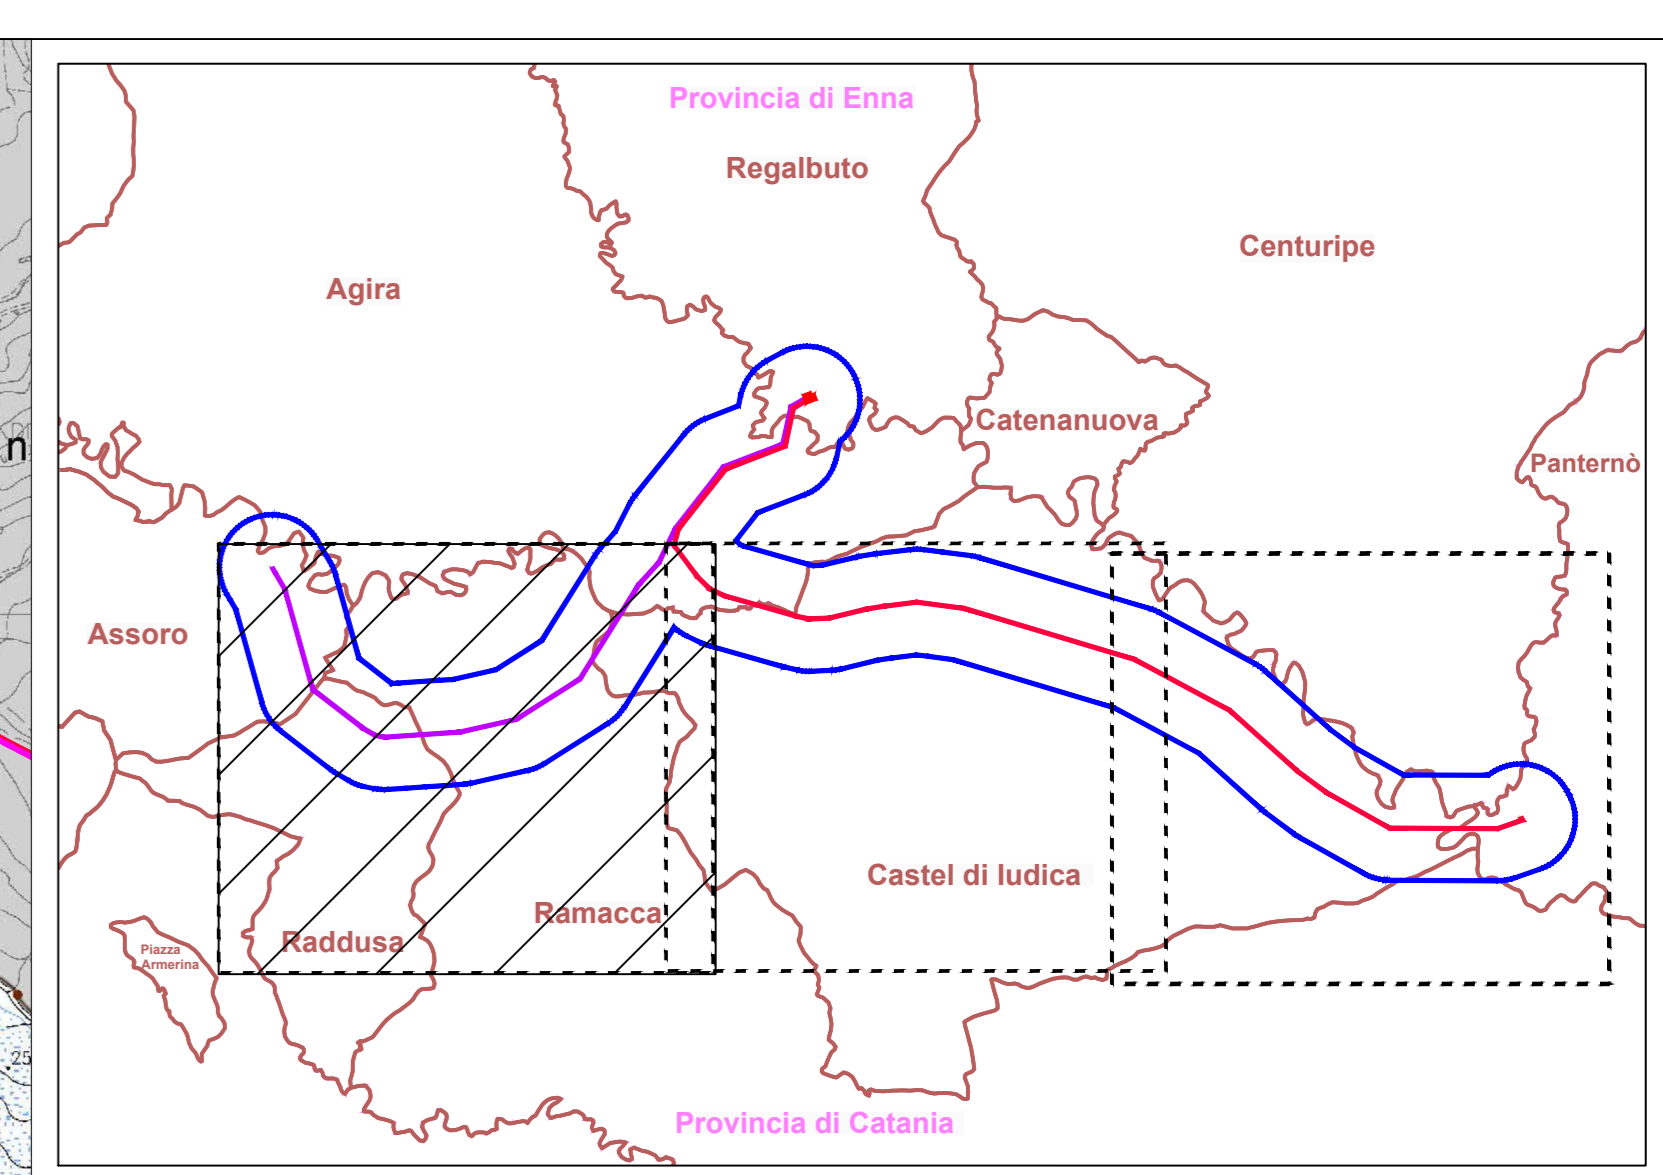 Provincia di Enna
Regalbuto
Centuripe
Agira
Catenanuova
n
Panternò
Assoro
Castel di Iudica
Ramacca
Raddusa
Piazza
Armerina
25
Provincia di Catania